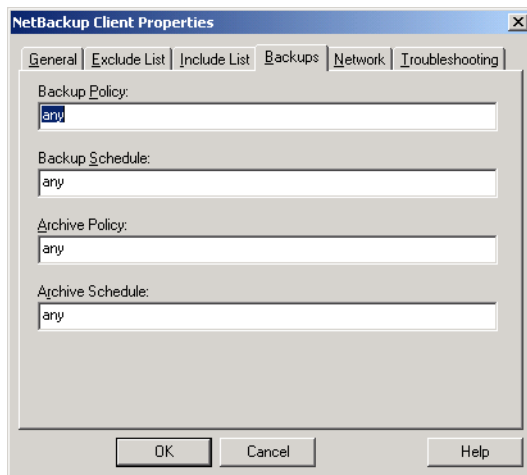 NetBackup Client Properties
General Exclude List Include List Backups Network Troubleshooting
Backup Policy:
any
Backup Schedule:
any
Archive Policy:
any
Archive Schedule:
any
OK Cancel Help